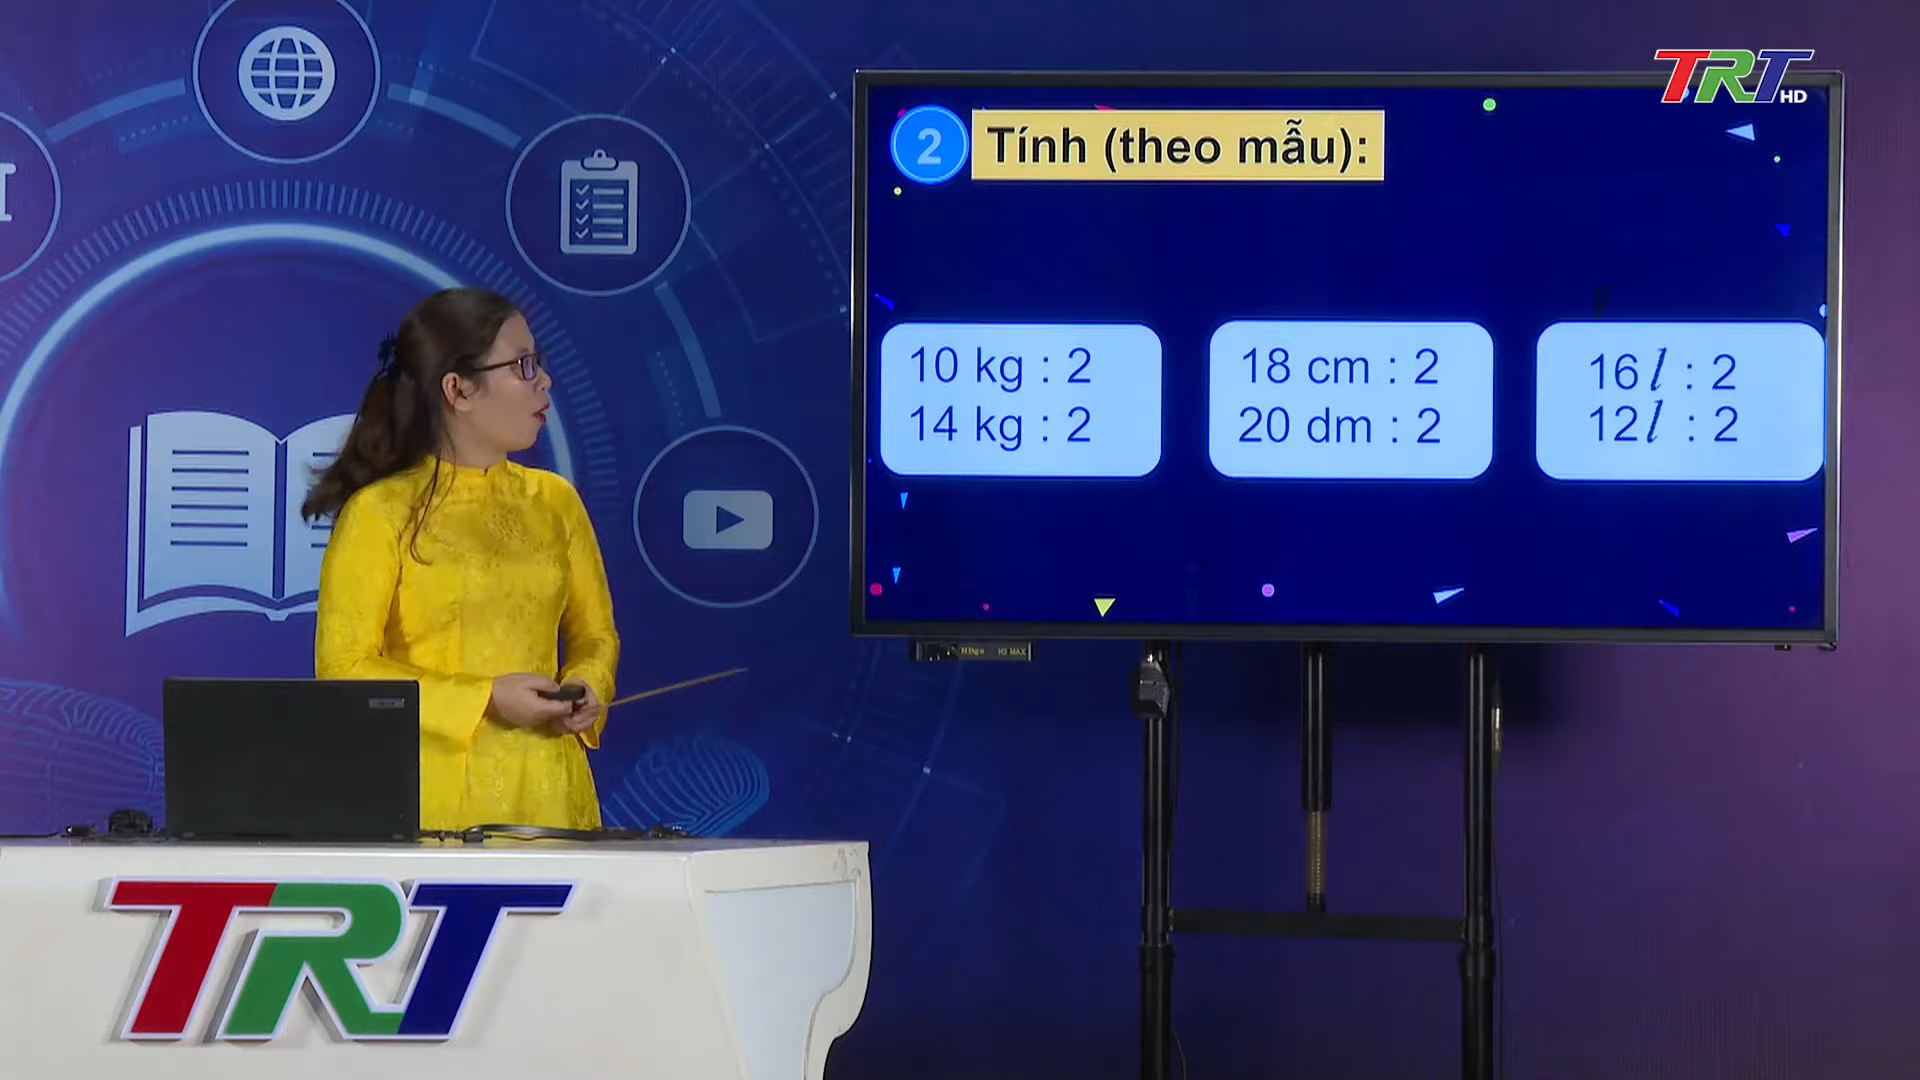 TRT HD
2 Tính (theo mẫu):
10 kg : 2
14 kg : 2
18 cm : 2
20 dm : 2
16 l : 2
12 l : 2
TRT